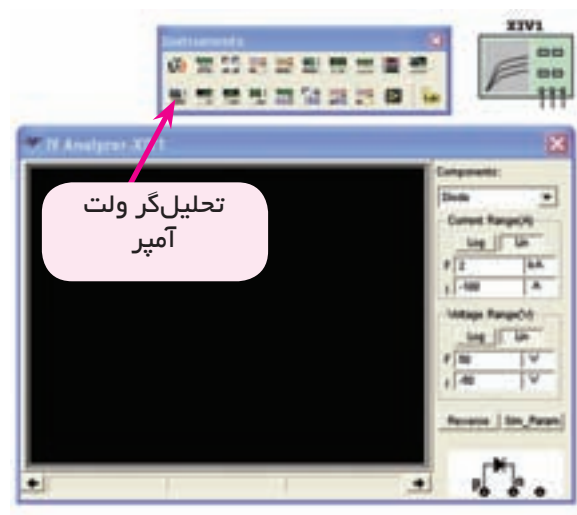 XIV1
Instruments
IV Analyzer-XIV1
تحلیل‌گر ولت
آمپر
Components:
Diode
Current Range(A)
Log Lin
F 2 kA
I -100 A
Voltage Range(V)
Log Lin
F 50 V
I -50 V
Reverse Sim_Param